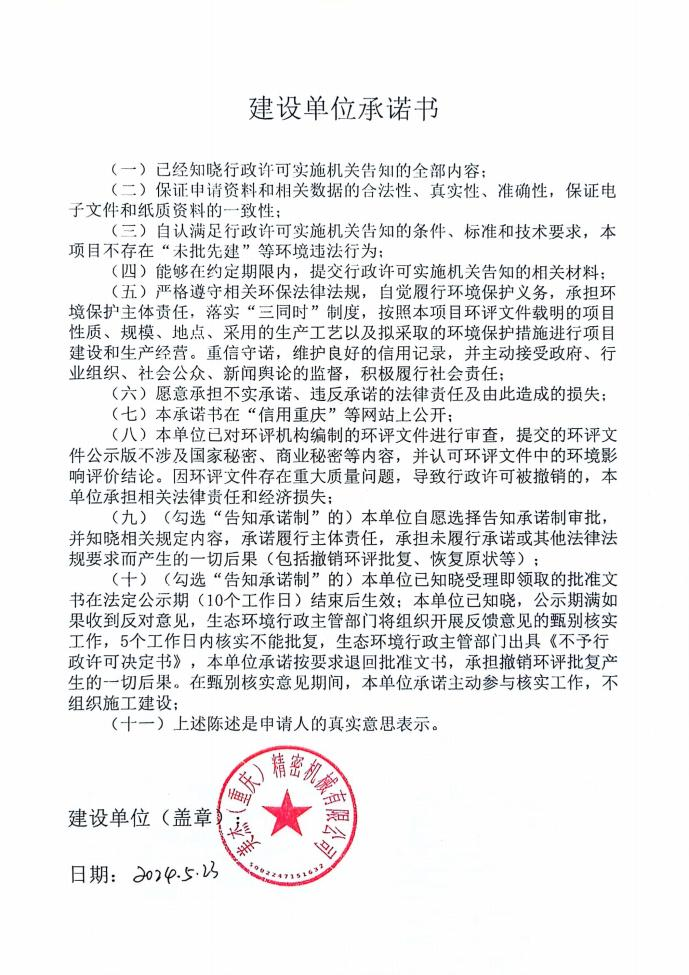 建设单位承诺书
（一）已经知晓行政许可实施机关告知的全部内容；
（二）保证申请资料和相关数据的合法性、真实性、准确性，保证电
子文件和纸质资料的一致性；
（三）自认满足行政许可实施机关告知的条件、标准和技术要求，本
项目不存在“未批先建”等环境违法行为；
（四）能够在约定期限内，提交行政许可实施机关告知的相关材料；
（五）严格遵守相关环保法律法规，自觉履行环境保护义务，承担环
境保护主体责任，落实“三同时”制度，按照本项目环评文件载明的项目
性质、规模、地点、采用的生产工艺以及拟采取的环境保护措施进行项目
建设和生产经营。重信守诺，维护良好的信用记录，并主动接受政府、行
业组织、社会公众、新闻舆论的监督，积极履行社会责任；
（六）愿意承担不实承诺、违反承诺的法律责任及由此造成的损失；
（七）本承诺书在“信用重庆”等网站上公开；
（八）本单位已对环评机构编制的环评文件进行审查，提交的环评文
件公示版不涉及国家秘密、商业秘密等内容，并认可环评文件中的环境影
响评价结论。因环评文件存在重大质量问题，导致行政许可被撤销的，本
单位承担相关法律责任和经济损失；
（九）（勾选“告知承诺制”的）本单位自愿选择告知承诺制审批，
并知晓相关规定内容，承诺履行主体责任，承担未履行承诺或其他法律法
规要求而产生的一切后果（包括撤销环评批复、恢复原状等）；
（十）（勾选“告知承诺制”的）本单位已知晓受理即领取的批准文
书在法定公示期（10个工作日）结束后生效；本单位已知晓，公示期满如
果收到反对意见，生态环境行政主管部门将组织开展反馈意见的甄别核实
工作，5个工作日内核实不能批复，生态环境行政主管部门出具《不予行
政许可决定书》，本单位承诺按要求退回批准文书，承担撤销环评批复产
生的一切后果。在甄别核实意见期间，本单位承诺主动参与核实工作，不
组织施工建设；
（十一）上述陈述是申请人的真实意思表示。
建设单位（盖章）：
（重庆）精密机械有限公司
5002247151632
日期：2024.5.23